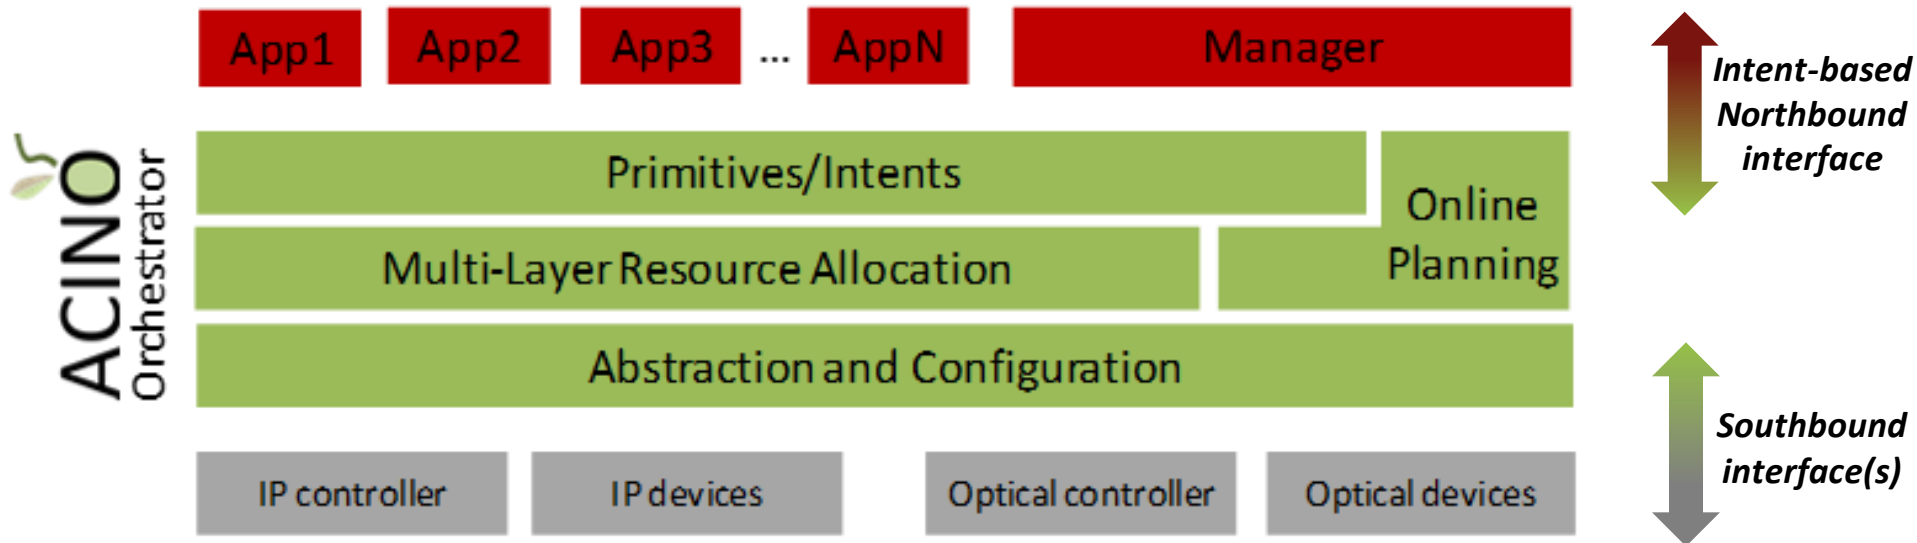 App1
App2
App3
...
AppN
Manager
Intent-based
Northbound
interface
ACINO
Orchestrator
Primitives/Intents
Online
Planning
Multi-Layer Resource Allocation
Abstraction and Configuration
Southbound
interface(s)
IP controller
IP devices
Optical controller
Optical devices